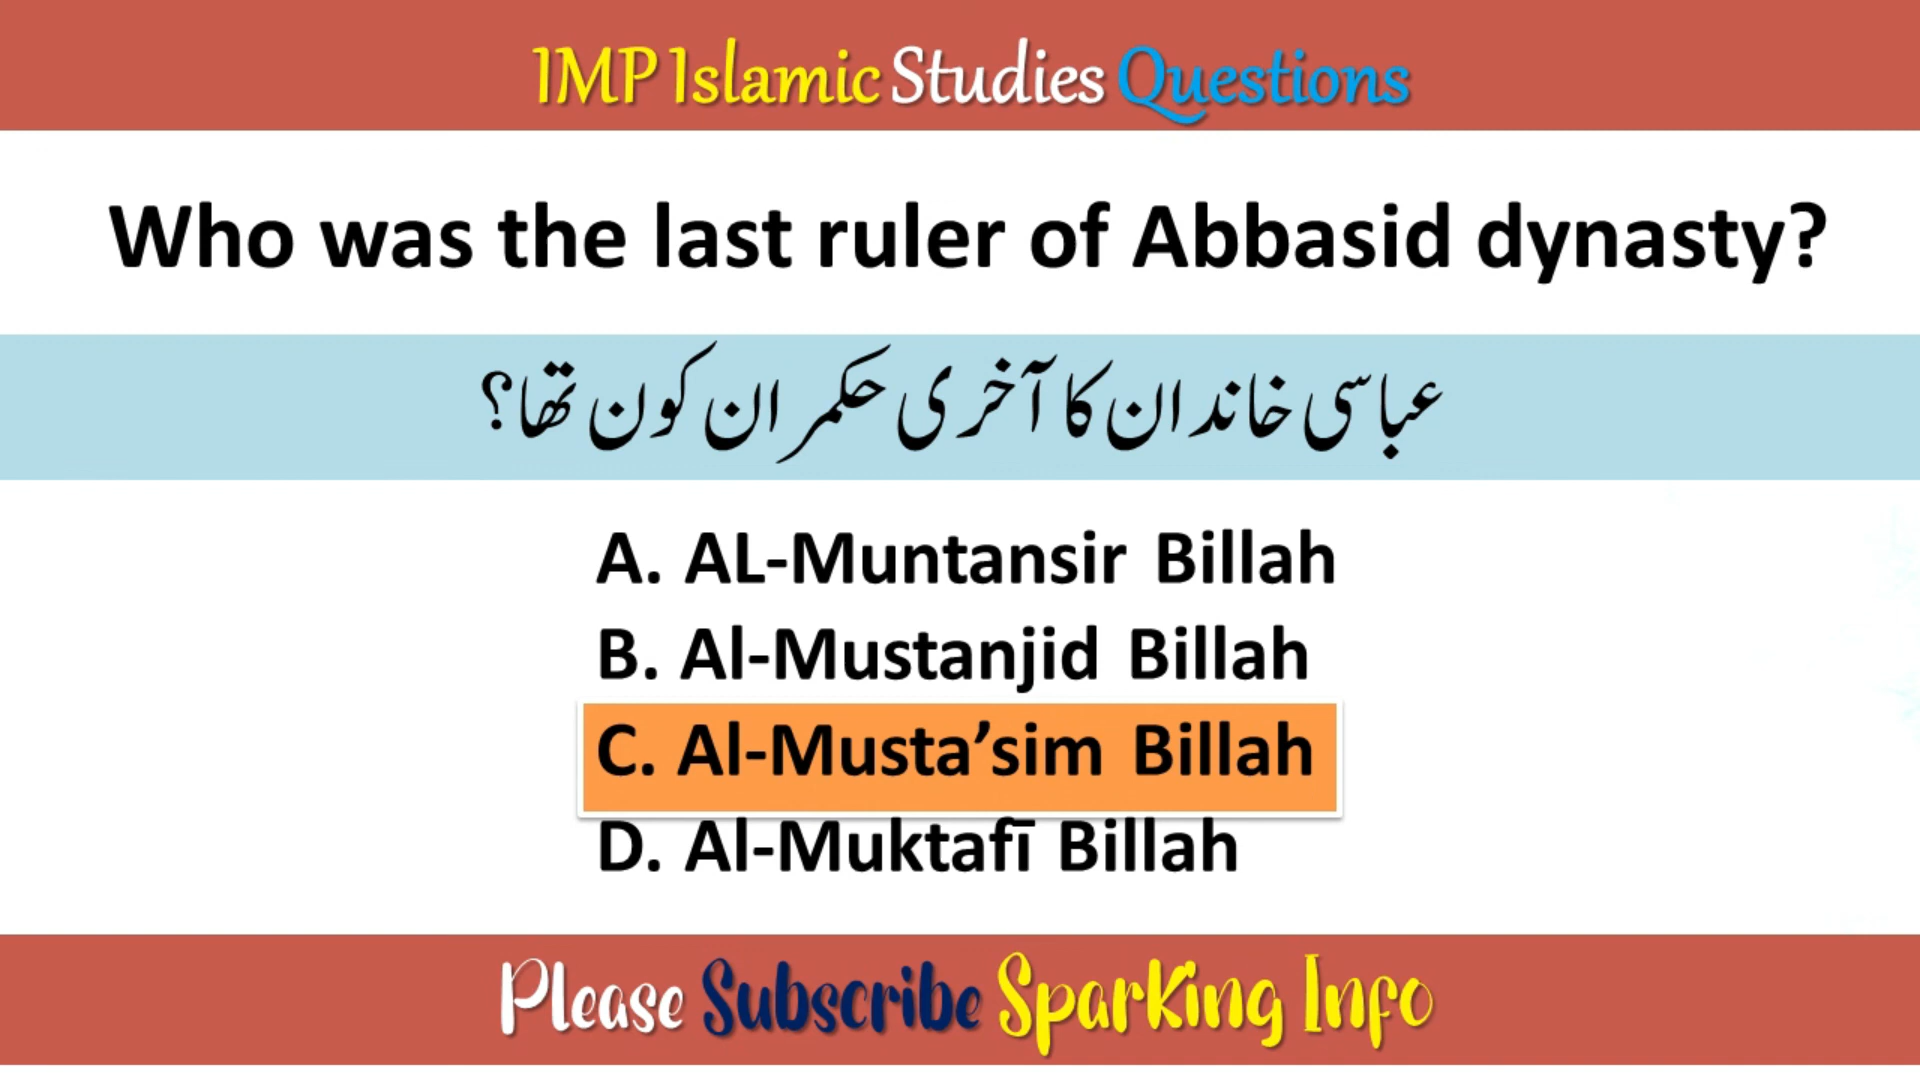 IMP Islamic Studies Questions
Who was the last ruler of Abbasid dynasty?
عباسی خاندان کا آخری حکمران کون تھا؟
A. AL-Muntansir Billah
B. Al-Mustanjid Billah
C. Al-Musta’sim Billah
D. Al-Muktafī Billah
Please Subscribe Sparking Info